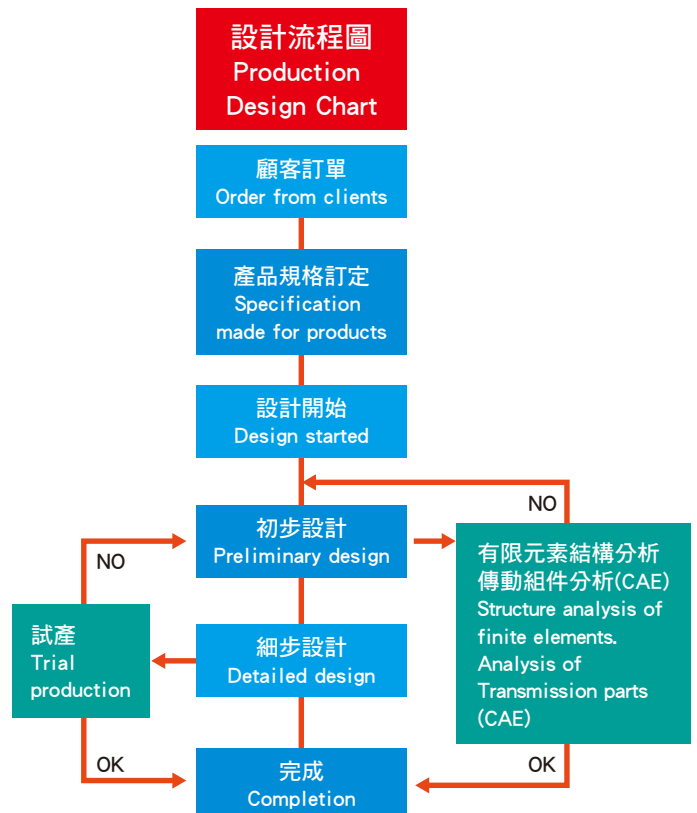 設計流程圖
Production
Design Chart
顧客訂單
Order from clients
產品規格訂定
Specification
made for products
設計開始
Design started
NO
初步設計
Preliminary design
NO
有限元素結構分析
傳動組件分析(CAE)
Structure analysis of
finite elements.
Analysis of
Transmission parts
(CAE)
試產
Trial
production
細步設計
Detailed design
OK
OK
完成
Completion